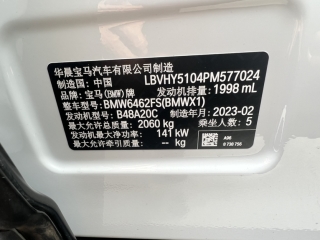 华晨宝马汽车有限公司制造
制造国：中国 LBVHY5104PM577024
品牌：宝马(BMW)牌 发动机排量：1998 mL
整车型号：BMW6462FS(BMWX1)
发动机型号：B48A20C 制造年月：2023-02
最大允许总质量：2060 kg 乘坐人数：5
发动机最大净功率：141 kW
最大允许牵引质量：-- kg